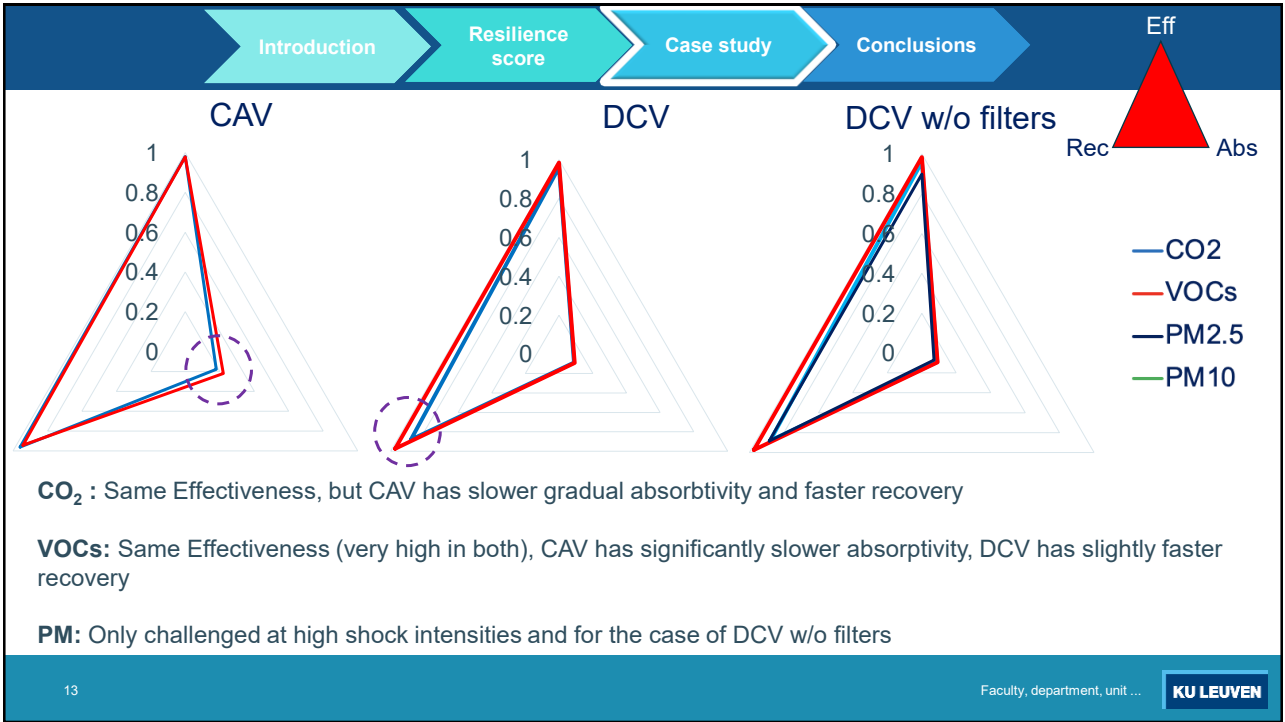 Introduction
Resilience
score
Case study
Conclusions
Eff
Rec
Abs
CAV
DCV
DCV w/o filters
1
0.8
0.6
0.4
0.2
0
1
0.8
0.6
0.4
0.2
0
1
0.8
0.6
0.4
0.2
0
CO2
VOCs
PM2.5
PM10
CO₂ : Same Effectiveness, but CAV has slower gradual absorbtivity and faster recovery
VOCs: Same Effectiveness (very high in both), CAV has significantly slower absorptivity, DCV has slightly faster
recovery
PM: Only challenged at high shock intensities and for the case of DCV w/o filters
13
Faculty, department, unit ...
KU LEUVEN